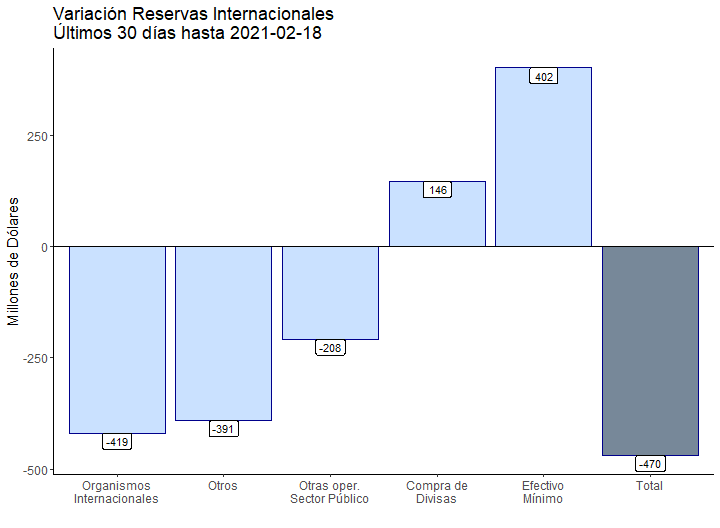 Variación Reservas Internacionales
Últimos 30 días hasta 2021-02-18
Millones de Dólares
250
0
-250
-500
-419
-391
-208
146
402
-470
Organismos
Internacionales
Otros
Otras oper.
Sector Público
Compra de
Divisas
Efectivo
Mínimo
Total